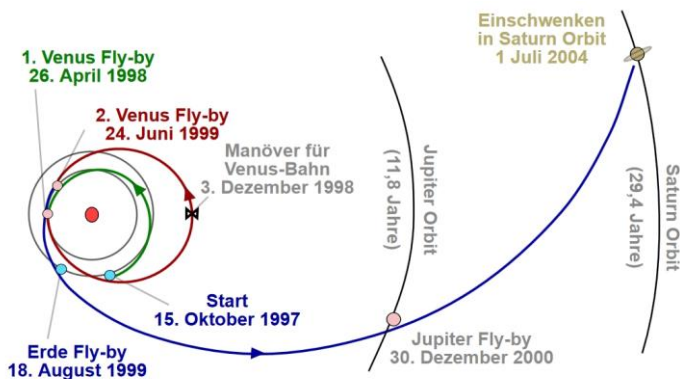 Einschwenken
in Saturn Orbit
1 Juli 2004
1. Venus Fly-by
26. April 1998
2. Venus Fly-by
24. Juni 1999
Manöver für
Venus-Bahn
3. Dezember 1998
Jupiter Orbit
(11,8 Jahre)
Saturn Orbit
(29,4 Jahre)
Start
15. Oktober 1997
Erde Fly-by
18. August 1999
Jupiter Fly-by
30. Dezember 2000